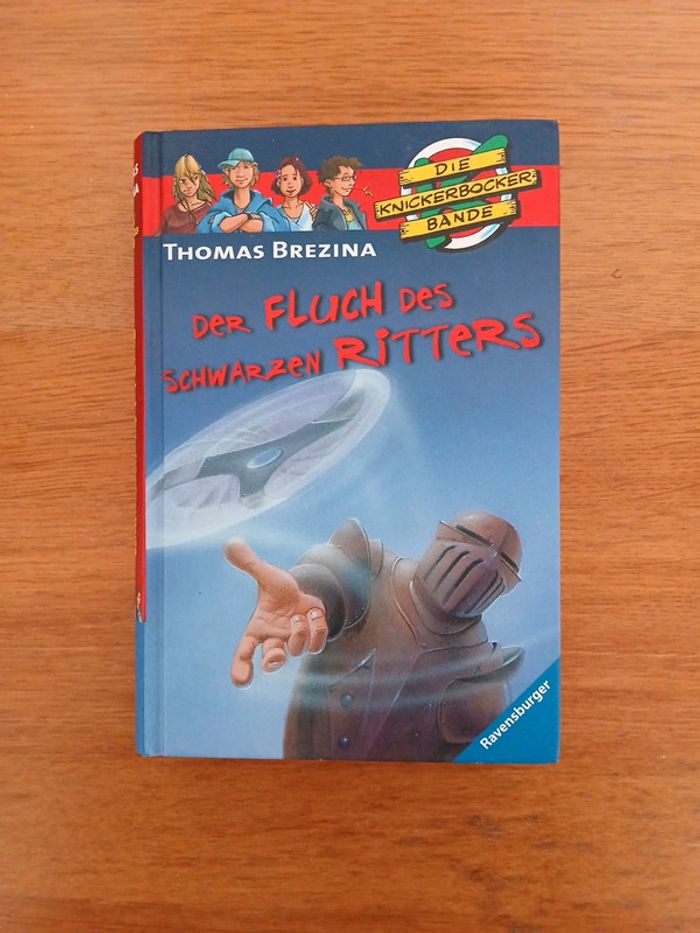 DIE
KNICKERBOCKER-
BANDE
THOMAS BREZINA
DER FLUCH DES
SCHWARZEN RITTERS
Ravensburger